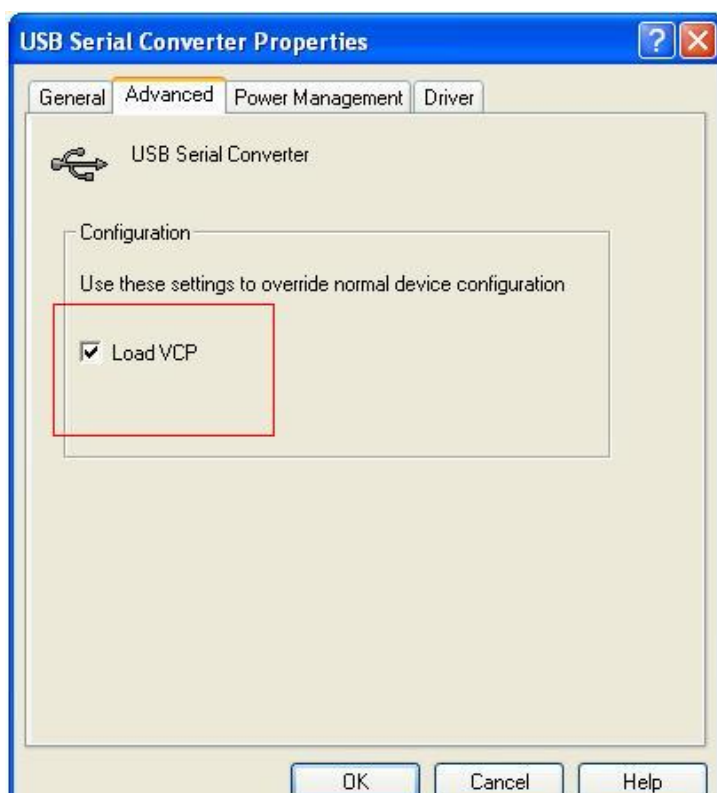 USB Serial Converter Properties
General Advanced Power Management Driver
USB Serial Converter
Configuration
Use these settings to override normal device configuration
Load VCP
OK Cancel Help